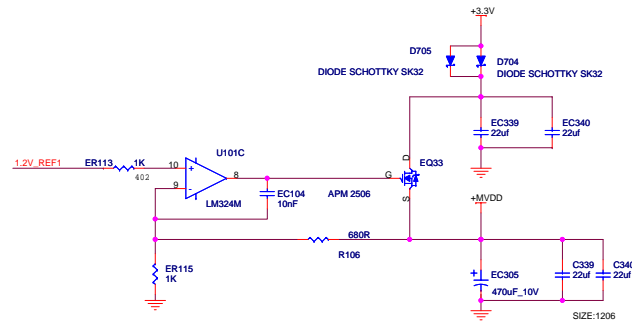 +3.3V
D705
D704
DIODE SCHOTTKY SK32
DIODE SCHOTTKY SK32
EC339
22uf
EC340
22uf
U101C
1.2V_REF1
ER113
1K
402
10
+
9
-
8
LM324M
EC104
10nF
APM 2506
G
D
S
EQ33
+MVDD
680R
R106
ER115
1K
+
EC305
470uF_10V
C339
22uf
C340
22uf
SIZE:1206